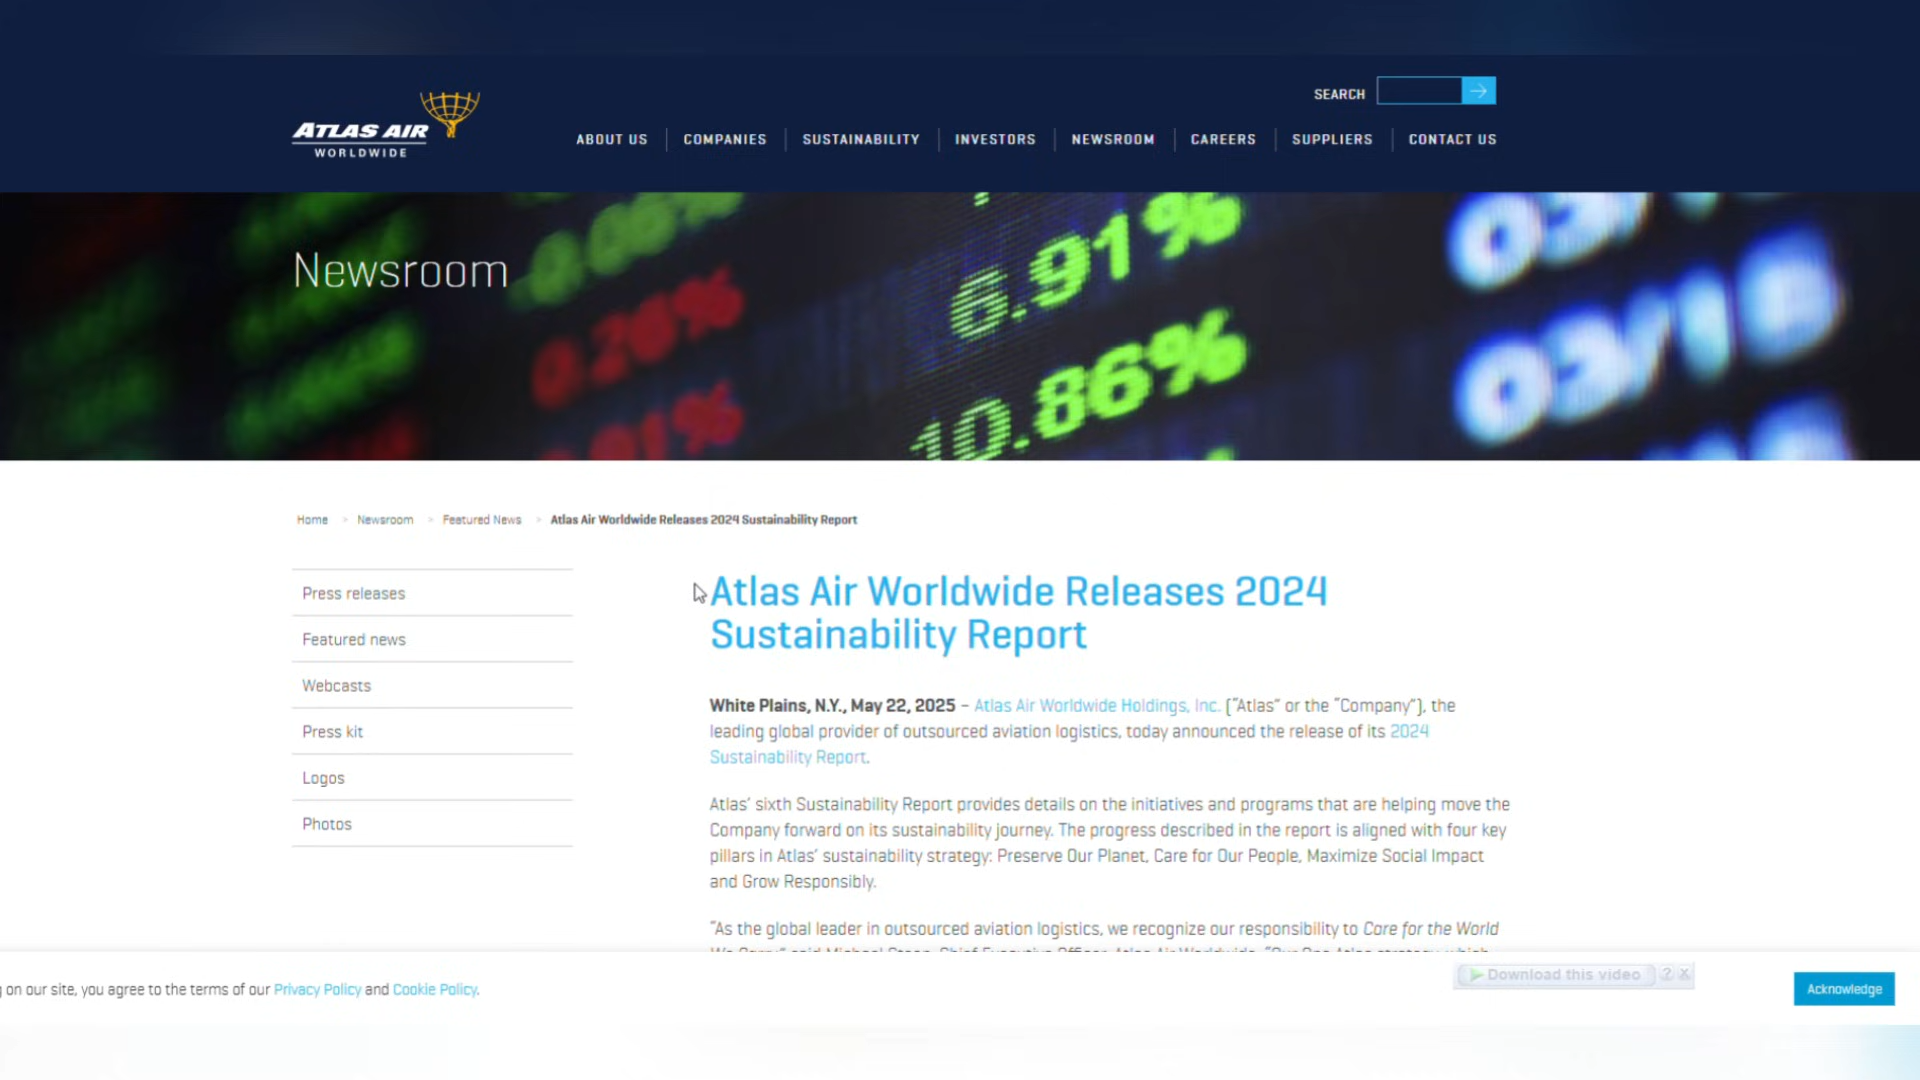 ATLAS AIR
WORLDWIDE
SEARCH
ABOUT US
COMPANIES
SUSTAINABILITY
INVESTORS
NEWSROOM
CAREERS
SUPPLIERS
CONTACT US
Newsroom
0.26%
6.91%
10.86%
03/18
Home > Newsroom > Featured News > Atlas Air Worldwide Releases 2024 Sustainability Report
Press releases
Featured news
Webcasts
Press kit
Logos
Photos
Atlas Air Worldwide Releases 2024
Sustainability Report
White Plains, N.Y., May 22, 2025 – Atlas Air Worldwide Holdings, Inc. (“Atlas” or the “Company”), the
leading global provider of outsourced aviation logistics, today announced the release of its 2024
Sustainability Report.
Atlas’ sixth Sustainability Report provides details on the initiatives and programs that are helping move the
Company forward on its sustainability journey. The progress described in the report is aligned with four key
pillars in Atlas’ sustainability strategy: Preserve Our Planet, Care for Our People, Maximize Social Impact
and Grow Responsibly.
“As the global leader in outsourced aviation logistics, we recognize our responsibility to Care for the World
on our site, you agree to the terms of our Privacy Policy and Cookie Policy.
Download this video ? X
Acknowledge